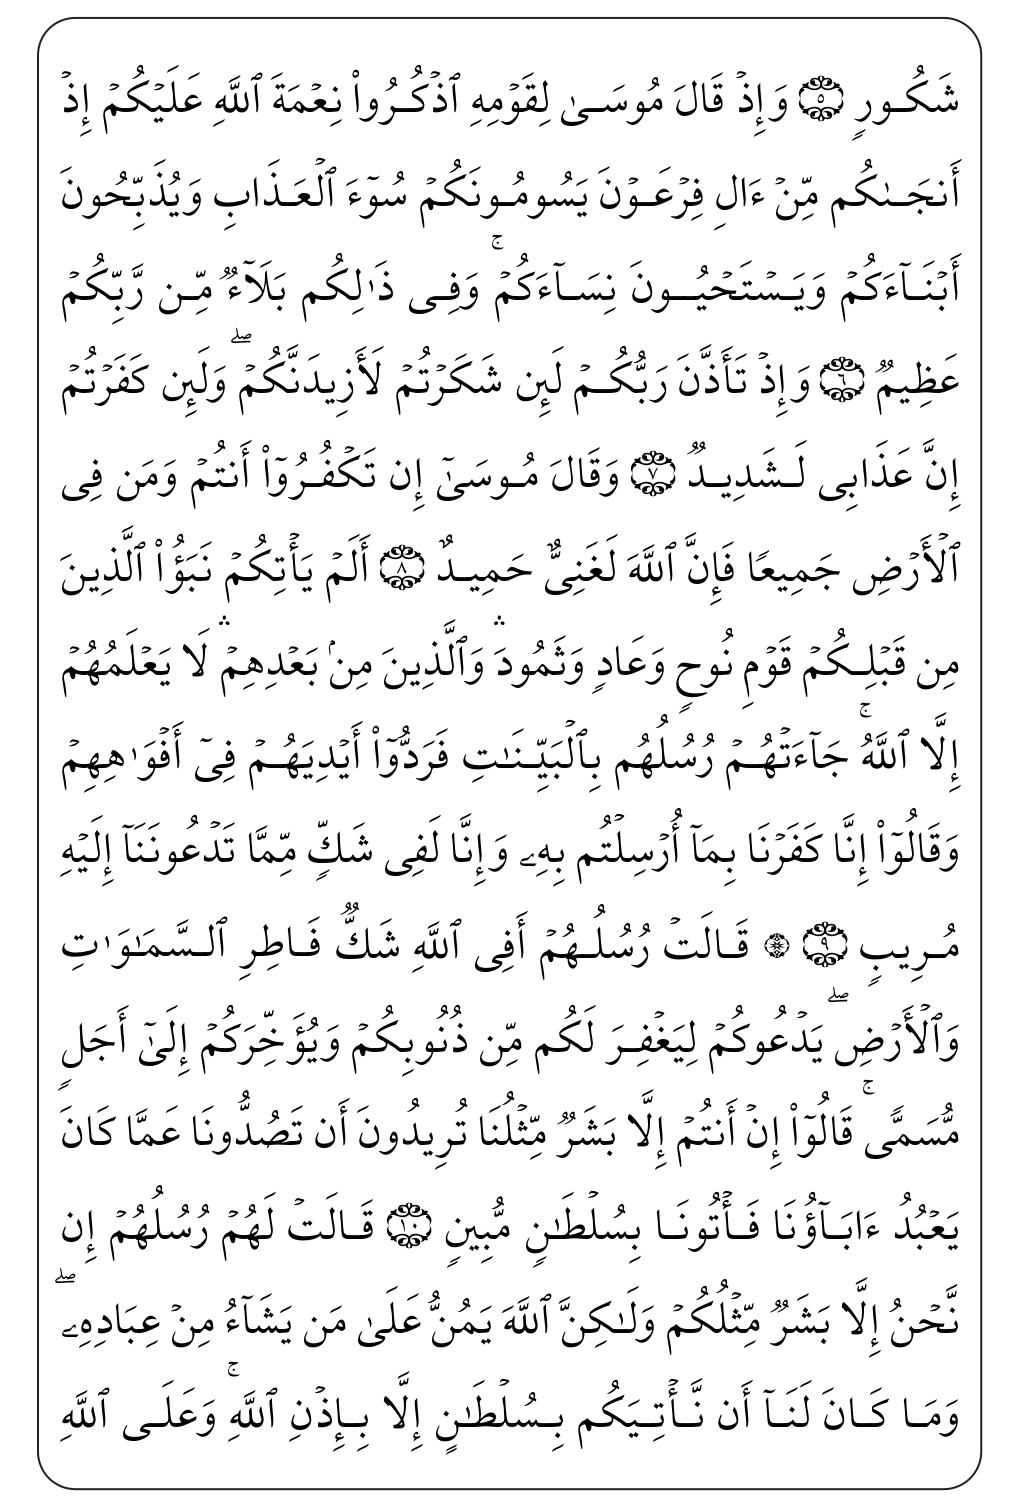 شَكُورٍ ٥ وَإِذۡ قَالَ مُوسَىٰ لِقَوۡمِهِ ٱذۡكُرُواْ نِعۡمَةَ ٱللَّهِ عَلَيۡكُمۡ إِذۡ
أَنجَىٰكُم مِّنۡ ءَالِ فِرۡعَوۡنَ يَسُومُونَكُمۡ سُوٓءَ ٱلۡعَذَابِ وَيُذَبِّحُونَ
أَبۡنَآءَكُمۡ وَيَسۡتَحۡيُونَ نِسَآءَكُمۡۚ وَفِى ذَٰلِكُم بَلَآءٌ مِّن رَّبِّكُمۡ
عَظِيمٌ ٦ وَإِذۡ تَأَذَّنَ رَبُّكُمۡ لَئِن شَكَرۡتُمۡ لَأَزِيدَنَّكُمۡۖ وَلَئِن كَفَرۡتُمۡ
إِنَّ عَذَابِى لَشَدِيدٌ ٧ وَقَالَ مُوسَىٰٓ إِن تَكۡفُرُوٓاْ أَنتُمۡ وَمَن فِى
ٱلۡأَرۡضِ جَمِيعًا فَإِنَّ ٱللَّهَ لَغَنِىٌّ حَمِيدٌ ٨ أَلَمۡ يَأۡتِكُمۡ نَبَؤُاْ ٱلَّذِينَ
مِن قَبۡلِكُمۡ قَوۡمِ نُوحٍ وَعَادٍ وَثَمُودَۛ وَٱلَّذِينَ مِنۢ بَعۡدِهِمۡۛ لَا يَعۡلَمُهُمۡ
إِلَّا ٱللَّهُۚ جَآءَتۡهُمۡ رُسُلُهُم بِٱلۡبَيِّنَٰتِ فَرَدُّوٓاْ أَيۡدِيَهُمۡ فِىٓ أَفۡوَٰهِهِمۡ
وَقَالُوٓاْ إِنَّا كَفَرۡنَا بِمَآ أُرۡسِلۡتُم بِهِۦ وَإِنَّا لَفِى شَكٍّ مِّمَّا تَدۡعُونَنَآ إِلَيۡهِ
مُرِيبٍ ٩ ۞ قَالَتۡ رُسُلُهُمۡ أَفِى ٱللَّهِ شَكٌّ فَاطِرِ ٱلسَّمَٰوَٰتِ
وَٱلۡأَرۡضِۖ يَدۡعُوكُمۡ لِيَغۡفِرَ لَكُم مِّن ذُنُوبِكُمۡ وَيُؤَخِّرَكُمۡ إِلَىٰٓ أَجَلٍ
مُّسَمًّىۚ قَالُوٓاْ إِنۡ أَنتُمۡ إِلَّا بَشَرٌ مِّثۡلُنَا تُرِيدُونَ أَن تَصُدُّونَا عَمَّا كَانَ
يَعۡبُدُ ءَابَآؤُنَا فَأۡتُونَا بِسُلۡطَٰنٍ مُّبِينٍ ١٠ قَالَتۡ لَهُمۡ رُسُلُهُمۡ إِن
نَّحۡنُ إِلَّا بَشَرٌ مِّثۡلُكُمۡ وَلَٰكِنَّ ٱللَّهَ يَمُنُّ عَلَىٰ مَن يَشَآءُ مِنۡ عِبَادِهِۦۖ
وَمَا كَانَ لَنَآ أَن نَّأۡتِيَكُم بِسُلۡطَٰنٍ إِلَّا بِإِذۡنِ ٱللَّهِۚ وَعَلَى ٱللَّهِ